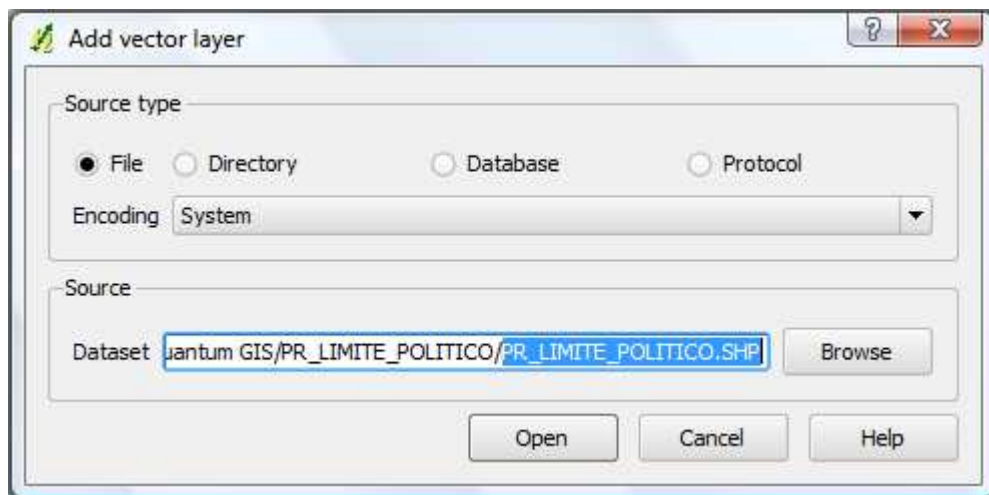 Add vector layer
Source type
File Directory Database Protocol
Encoding System
Source
Dataset uantum GIS/PR_LIMITE_POLITICO/PR_LIMITE_POLITICO.SHP Browse
Open Cancel Help